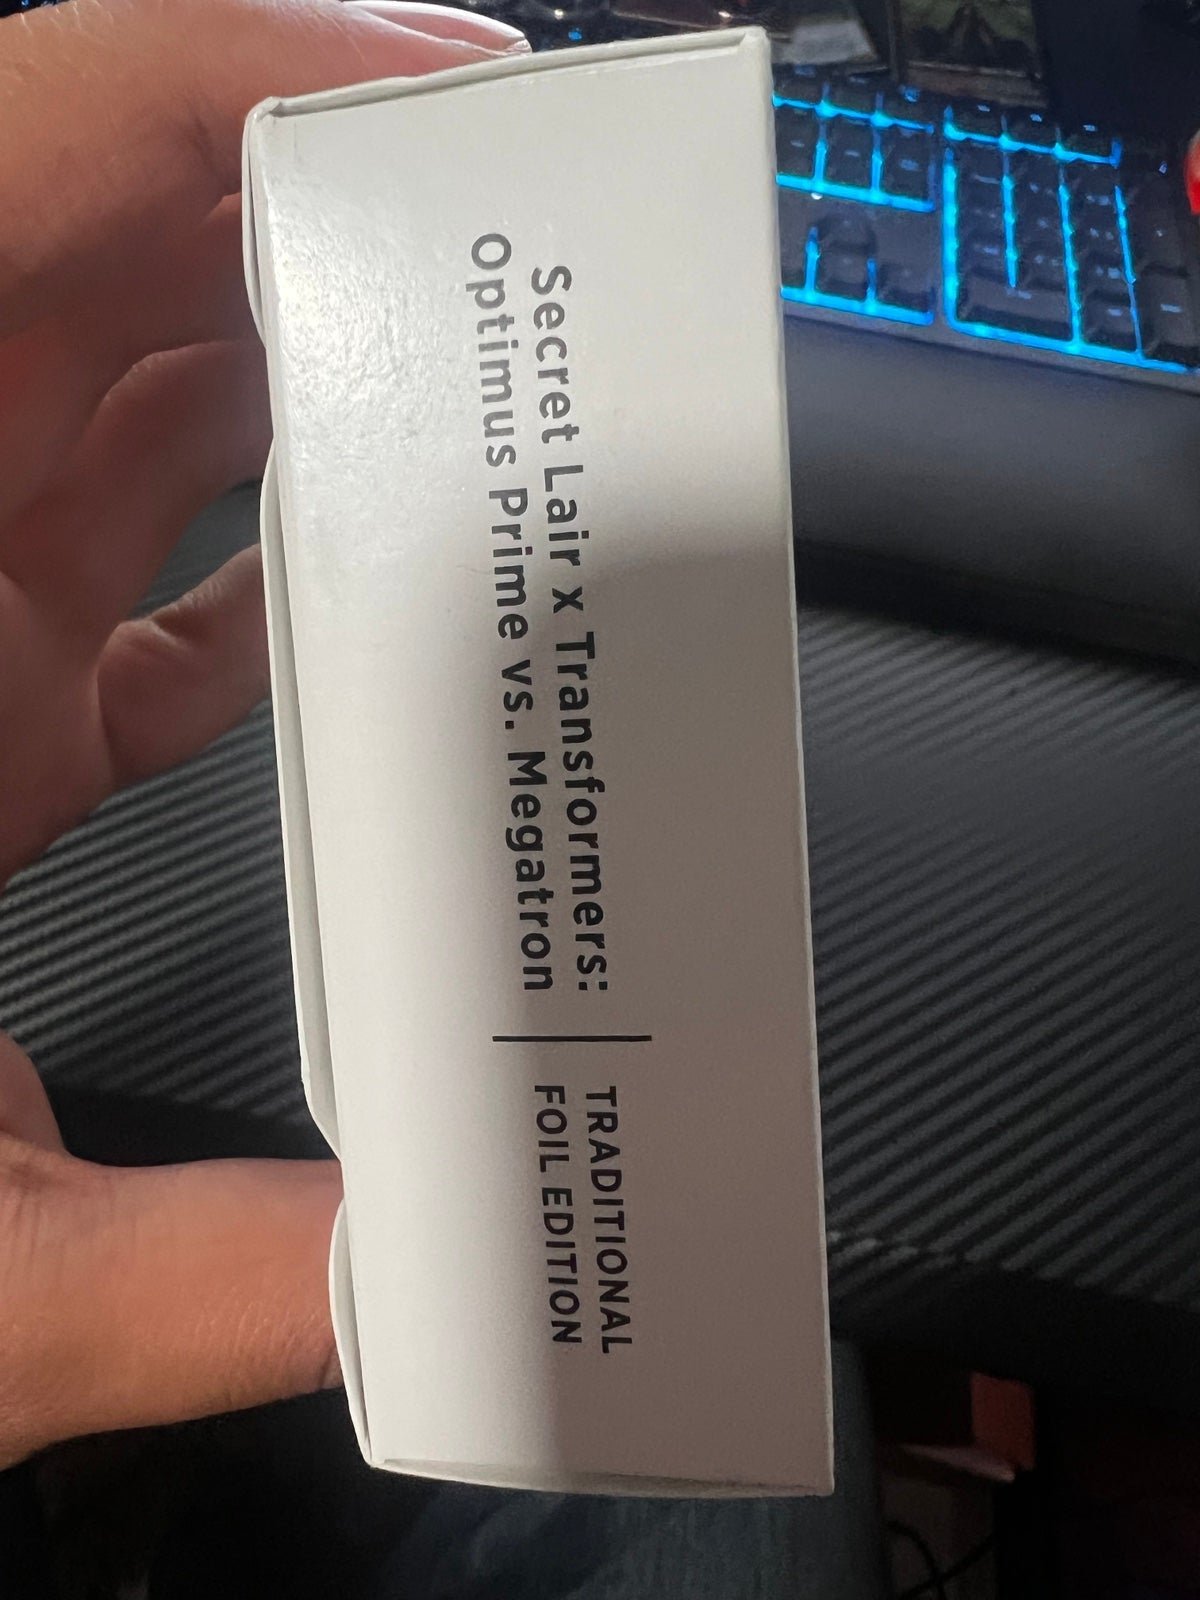 Secret Lair x Transformers:
Optimus Prime vs. Megatron
TRADITIONAL
FOIL EDITION